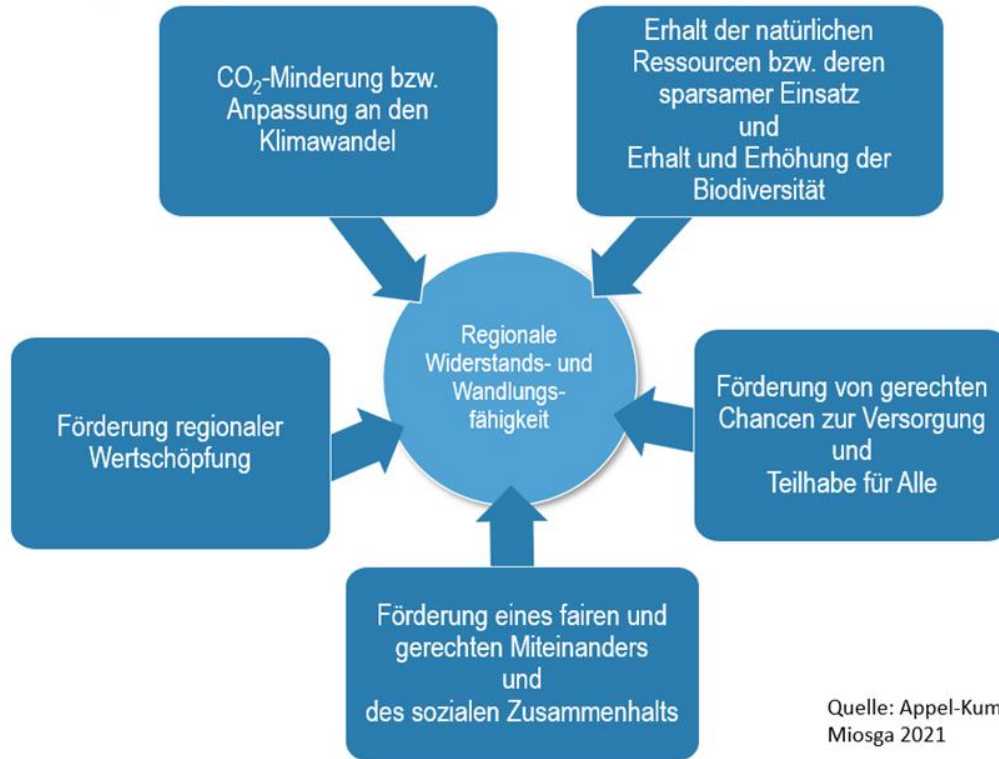 CO₂-Minderung bzw.
Anpassung an den
Klimawandel
Erhalt der natürlichen
Ressourcen bzw. deren
sparsamer Einsatz
und
Erhalt und Erhöhung der
Biodiversität
Regionale
Widerstands- und
Wandlungs-
fähigkeit
Förderung regionaler
Wertschöpfung
Förderung von gerechten
Chancen zur Versorgung
und
Teilhabe für Alle
Förderung eines fairen und
gerechten Miteinanders
und
des sozialen Zusammenhalts
Quelle:
Miosga 2021